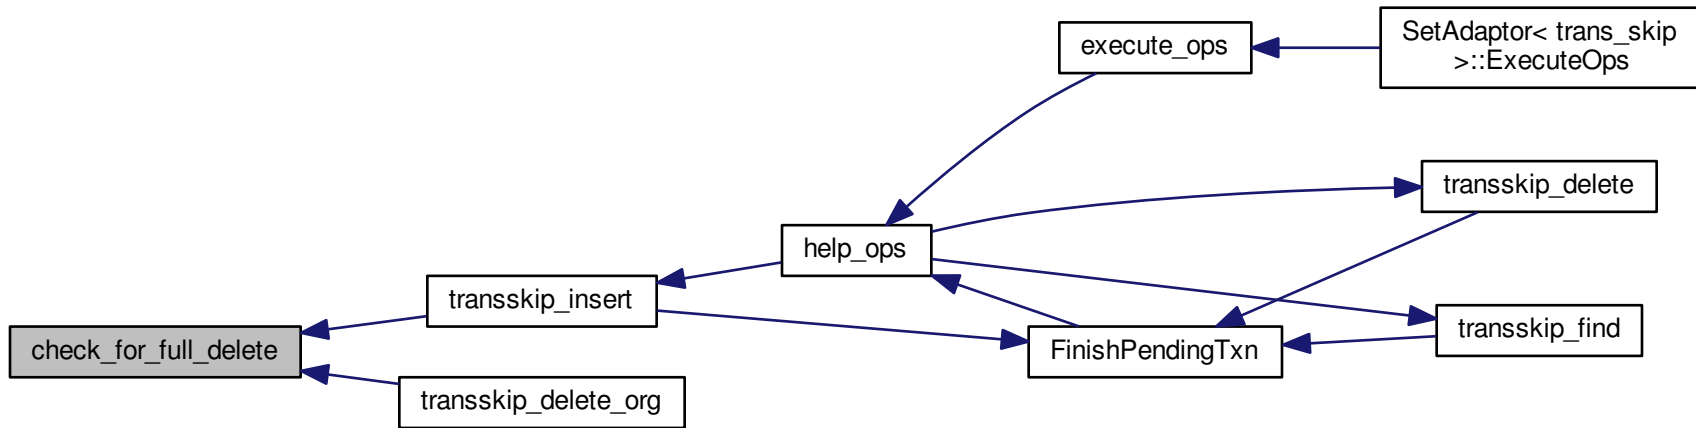 execute_ops
SetAdaptor< trans_skip
>::ExecuteOps
transskip_delete
help_ops
transskip_insert
transskip_find
check_for_full_delete
FinishPendingTxn
transskip_delete_org